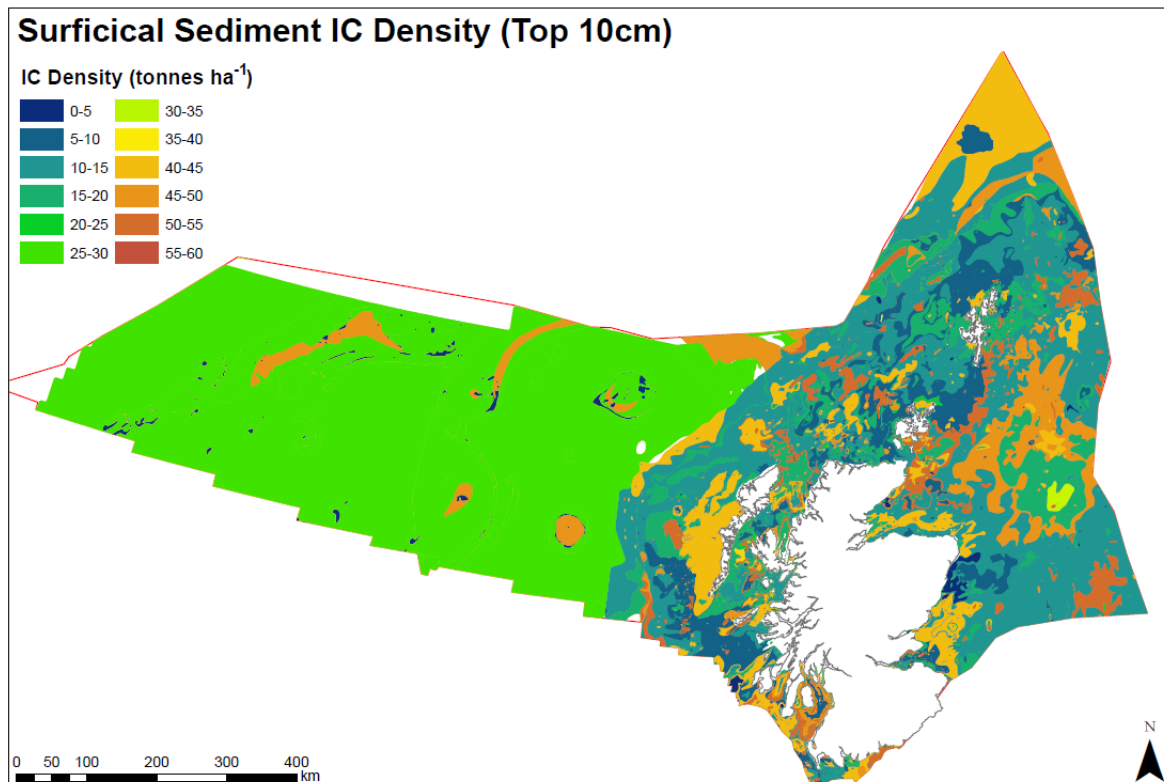 Surficical Sediment IC Density (Top 10cm)
IC Density (tonnes ha⁻¹)
0-5 30-35
5-10 35-40
10-15 40-45
15-20 45-50
20-25 50-55
25-30 55-60
N
0 50 100 200 300 400
km